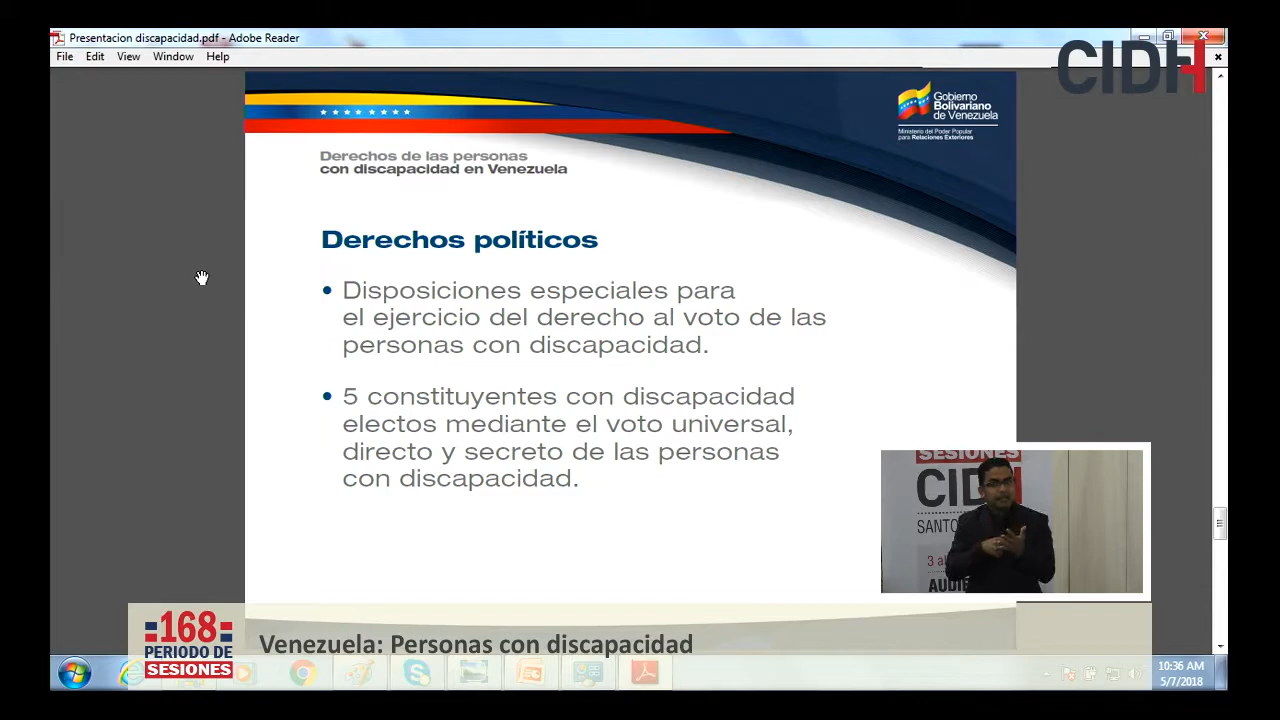 Presentacion discapacidad.pdf - Adobe Reader
File Edit View Window Help
CIDH
Gobierno
Bolivariano
de Venezuela
Ministerio del Poder Popular
para Relaciones Exteriores
Derechos de las personas
con discapacidad en Venezuela
Derechos políticos
• Disposiciones especiales para
el ejercicio del derecho al voto de las
personas con discapacidad.
• 5 constituyentes con discapacidad
electos mediante el voto universal,
directo y secreto de las personas
con discapacidad.
SESIONES
CIDH
SANTO
3 a
AUDIE
168
PERIODO DE
SESIONES
Venezuela: Personas con discapacidad
10:36 AM
5/7/2018